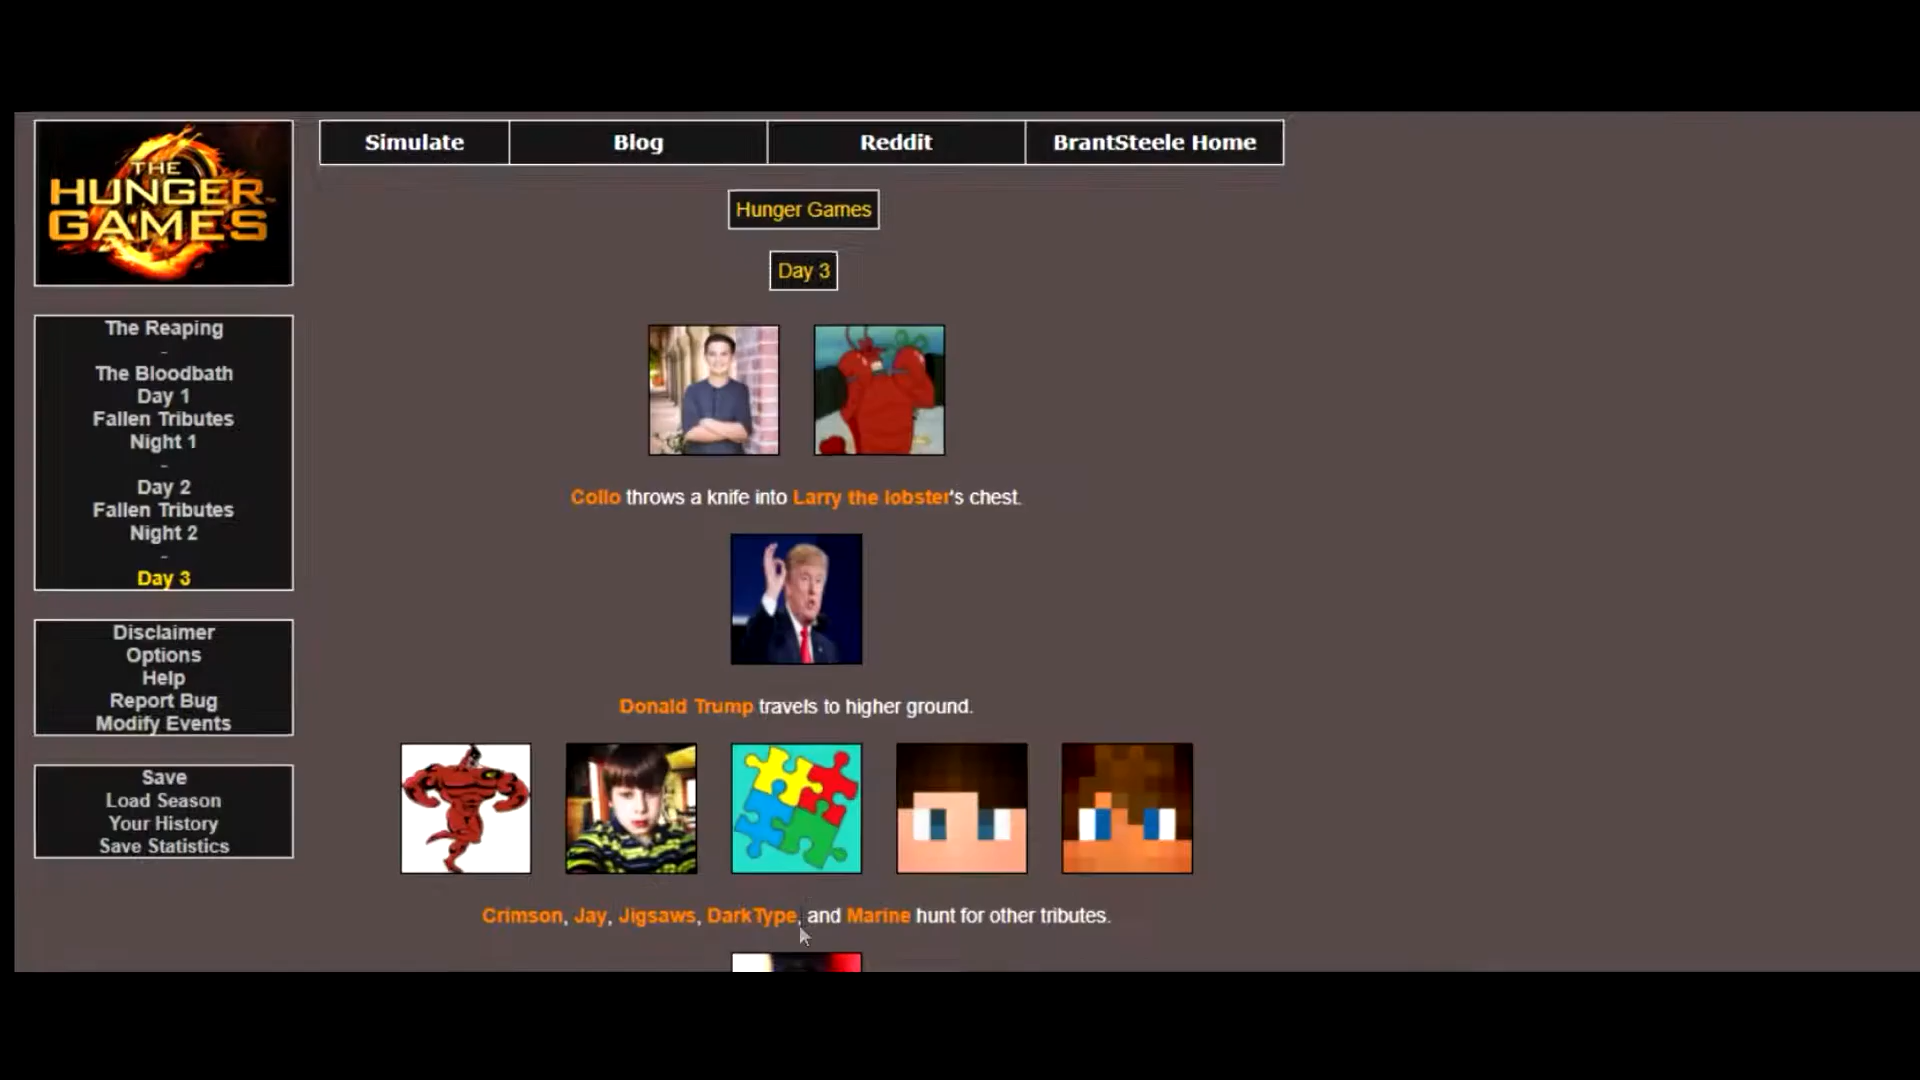 THE
HUNGER
GAMES
Simulate
Blog
Reddit
BrantSteele Home
Hunger Games
Day 3
The Reaping
-
The Bloodbath
Day 1
Fallen Tributes
Night 1
-
Day 2
Fallen Tributes
Night 2
-
Day 3
Disclaimer
Options
Help
Report Bug
Modify Events
Save
Load Season
Your History
Save Statistics
Collo throws a knife into Larry the lobster's chest.
Donald Trump travels to higher ground.
Crimson, Jay, Jigsaws, DarkType, and Marine hunt for other tributes.